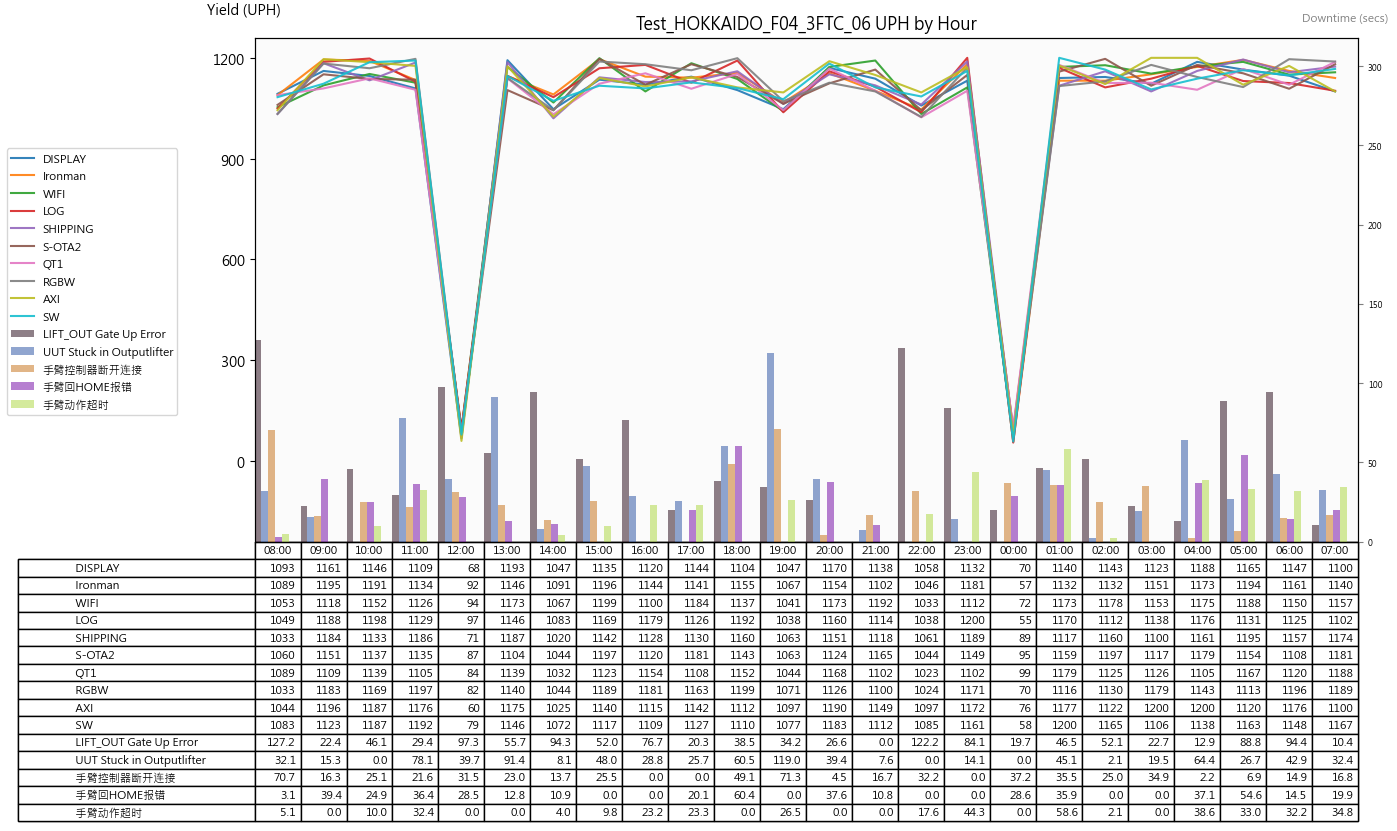 Yield (UPH)
Test_HOKKAIDO_F04_3FTC_06 UPH by Hour
Downtime (secs)
1200
900
600
300
0
300
250
200
150
100
50
0
DISPLAY
Ironman
WIFI
LOG
SHIPPING
S-OTA2
QT1
RGBW
AXI
SW
LIFT_OUT Gate Up Error
UUT Stuck in Outputlifter
手臂控制器断开连接
手臂回HOME报错
手臂动作超时
08:00 09:00 10:00 11:00 12:00 13:00 14:00 15:00 16:00 17:00 18:00 19:00 20:00 21:00 22:00 23:00 00:00 01:00 02:00 03:00 04:00 05:00 06:00 07:00
DISPLAY 1093 1161 1146 1109 68 1193 1047 1135 1120 1144 1104 1047 1170 1138 1058 1132 70 1140 1143 1123 1188 1165 1147 1100
Ironman 1089 1195 1191 1134 92 1146 1091 1196 1144 1141 1155 1067 1154 1102 1046 1181 57 1132 1132 1151 1173 1194 1161 1140
WIFI 1053 1118 1152 1126 94 1173 1067 1199 1100 1184 1137 1041 1173 1192 1033 1112 72 1173 1178 1153 1175 1188 1150 1157
LOG 1049 1188 1198 1129 97 1146 1083 1169 1179 1126 1192 1038 1160 1114 1038 1200 55 1170 1112 1138 1176 1131 1125 1102
SHIPPING 1033 1184 1133 1186 71 1187 1020 1142 1128 1130 1160 1063 1151 1118 1061 1189 89 1117 1160 1100 1161 1195 1157 1174
S-OTA2 1060 1151 1137 1135 87 1104 1044 1197 1120 1181 1143 1063 1124 1165 1044 1149 95 1159 1197 1117 1179 1154 1108 1181
QT1 1089 1109 1139 1105 84 1139 1032 1123 1154 1108 1152 1044 1168 1102 1023 1102 99 1179 1125 1126 1105 1167 1120 1188
RGBW 1033 1183 1169 1197 82 1140 1044 1189 1181 1163 1199 1071 1126 1100 1024 1171 70 1116 1130 1179 1143 1113 1196 1189
AXI 1044 1196 1187 1176 60 1175 1025 1140 1115 1142 1112 1097 1190 1149 1097 1172 76 1177 1122 1200 1200 1120 1176 1100
SW 1083 1123 1187 1192 79 1146 1072 1117 1109 1127 1110 1077 1183 1112 1085 1161 58 1200 1165 1106 1138 1163 1148 1167
LIFT_OUT Gate Up Error 127.2 22.4 46.1 29.4 97.3 55.7 94.3 52.0 76.7 20.3 38.5 34.2 26.6 0.0 122.2 84.1 19.7 46.5 52.1 22.7 12.9 88.8 94.4 10.4
UUT Stuck in Outputlifter 32.1 15.3 0.0 78.1 39.7 91.4 8.1 48.0 28.8 25.7 60.5 119.0 39.4 7.6 0.0 14.1 0.0 45.1 2.1 19.5 64.4 26.7 42.9 32.4
手臂控制器断开连接 70.7 16.3 25.1 21.6 31.5 23.0 13.7 25.5 0.0 0.0 49.1 71.3 4.5 16.7 32.2 0.0 37.2 35.5 25.0 34.9 2.2 6.9 14.9 16.8
手臂回HOME报错 3.1 39.4 24.9 36.4 28.5 12.8 10.9 0.0 0.0 20.1 60.4 0.0 37.6 10.8 0.0 0.0 28.6 35.9 0.0 0.0 37.1 54.6 14.5 19.9
手臂动作超时 5.1 0.0 10.0 32.4 0.0 0.0 4.0 9.8 23.2 23.3 0.0 26.5 0.0 0.0 17.6 44.3 0.0 58.6 2.1 0.0 38.6 33.0 32.2 34.8